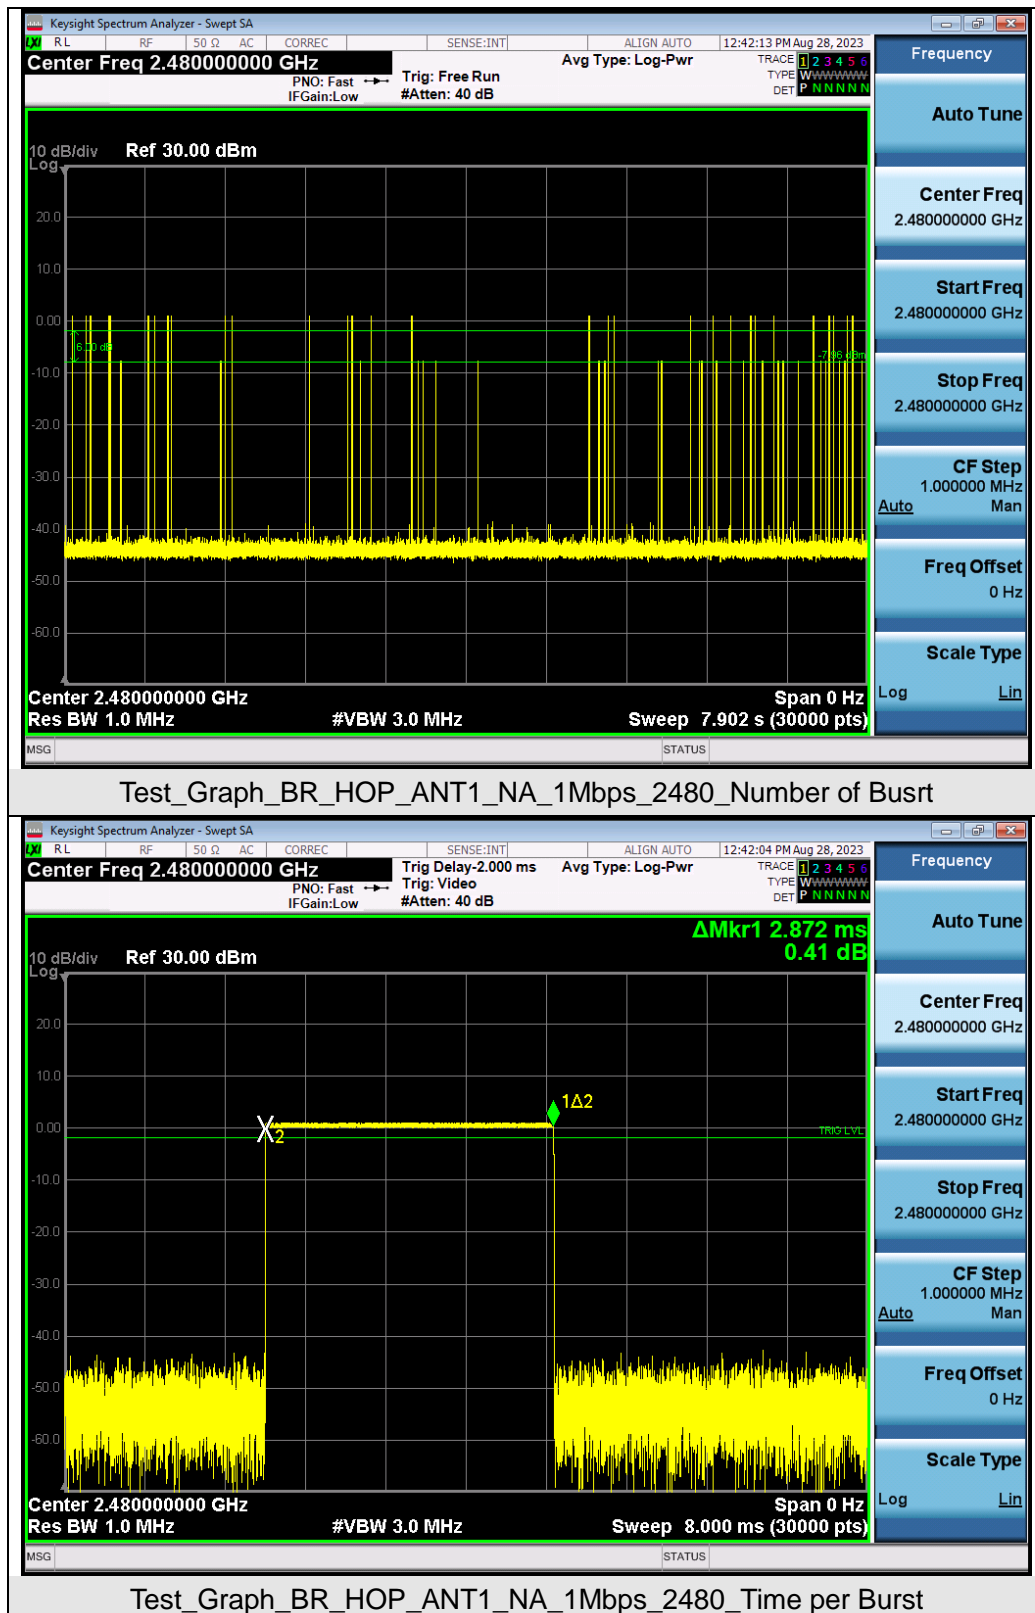 Keysight Spectrum Analyzer - Swept SA
LXI RL RF 50 Ω AC CORREC SENSE:INT ALIGN AUTO 12:42:13 PM Aug 28, 2023
Center Freq 2.480000000 GHz
PNO: Fast
IFGain:Low
Trig: Free Run
#Atten: 40 dB
Avg Type: Log-Pwr
TRACE 1 2 3 4 5 6
TYPE W
DET P N N N N N
10 dB/div Ref 30.00 dBm
Log
20.0
10.0
0.00
6.00 dB
-7.96 dBm
-10.0
-20.0
-30.0
-40.0
-50.0
-60.0
Center 2.480000000 GHz Span 0 Hz
Res BW 1.0 MHz #VBW 3.0 MHz Sweep 7.902 s (30000 pts)
MSG STATUS
Frequency
Auto Tune
Center Freq
2.480000000 GHz
Start Freq
2.480000000 GHz
Stop Freq
2.480000000 GHz
CF Step
1.000000 MHz
Auto Man
Freq Offset
0 Hz
Scale Type
Log Lin
Test_Graph_BR_HOP_ANT1_NA_1Mbps_2480_Number of Busrt
Keysight Spectrum Analyzer - Swept SA
LXI RL RF 50 Ω AC CORREC SENSE:INT ALIGN AUTO 12:42:04 PM Aug 28, 2023
Center Freq 2.480000000 GHz
PNO: Fast
IFGain:Low
Trig Delay-2.000 ms
Trig: Video
#Atten: 40 dB
Avg Type: Log-Pwr
TRACE 1 2 3 4 5 6
TYPE W
DET P N N N N N
ΔMkr1 2.872 ms
0.41 dB
10 dB/div Ref 30.00 dBm
Log
20.0
10.0
1Δ2
0.00
2
TRIG LVL
-10.0
-20.0
-30.0
-40.0
-50.0
-60.0
Center 2.480000000 GHz Span 0 Hz
Res BW 1.0 MHz #VBW 3.0 MHz Sweep 8.000 ms (30000 pts)
MSG STATUS
Frequency
Auto Tune
Center Freq
2.480000000 GHz
Start Freq
2.480000000 GHz
Stop Freq
2.480000000 GHz
CF Step
1.000000 MHz
Auto Man
Freq Offset
0 Hz
Scale Type
Log Lin
Test_Graph_BR_HOP_ANT1_NA_1Mbps_2480_Time per Burst